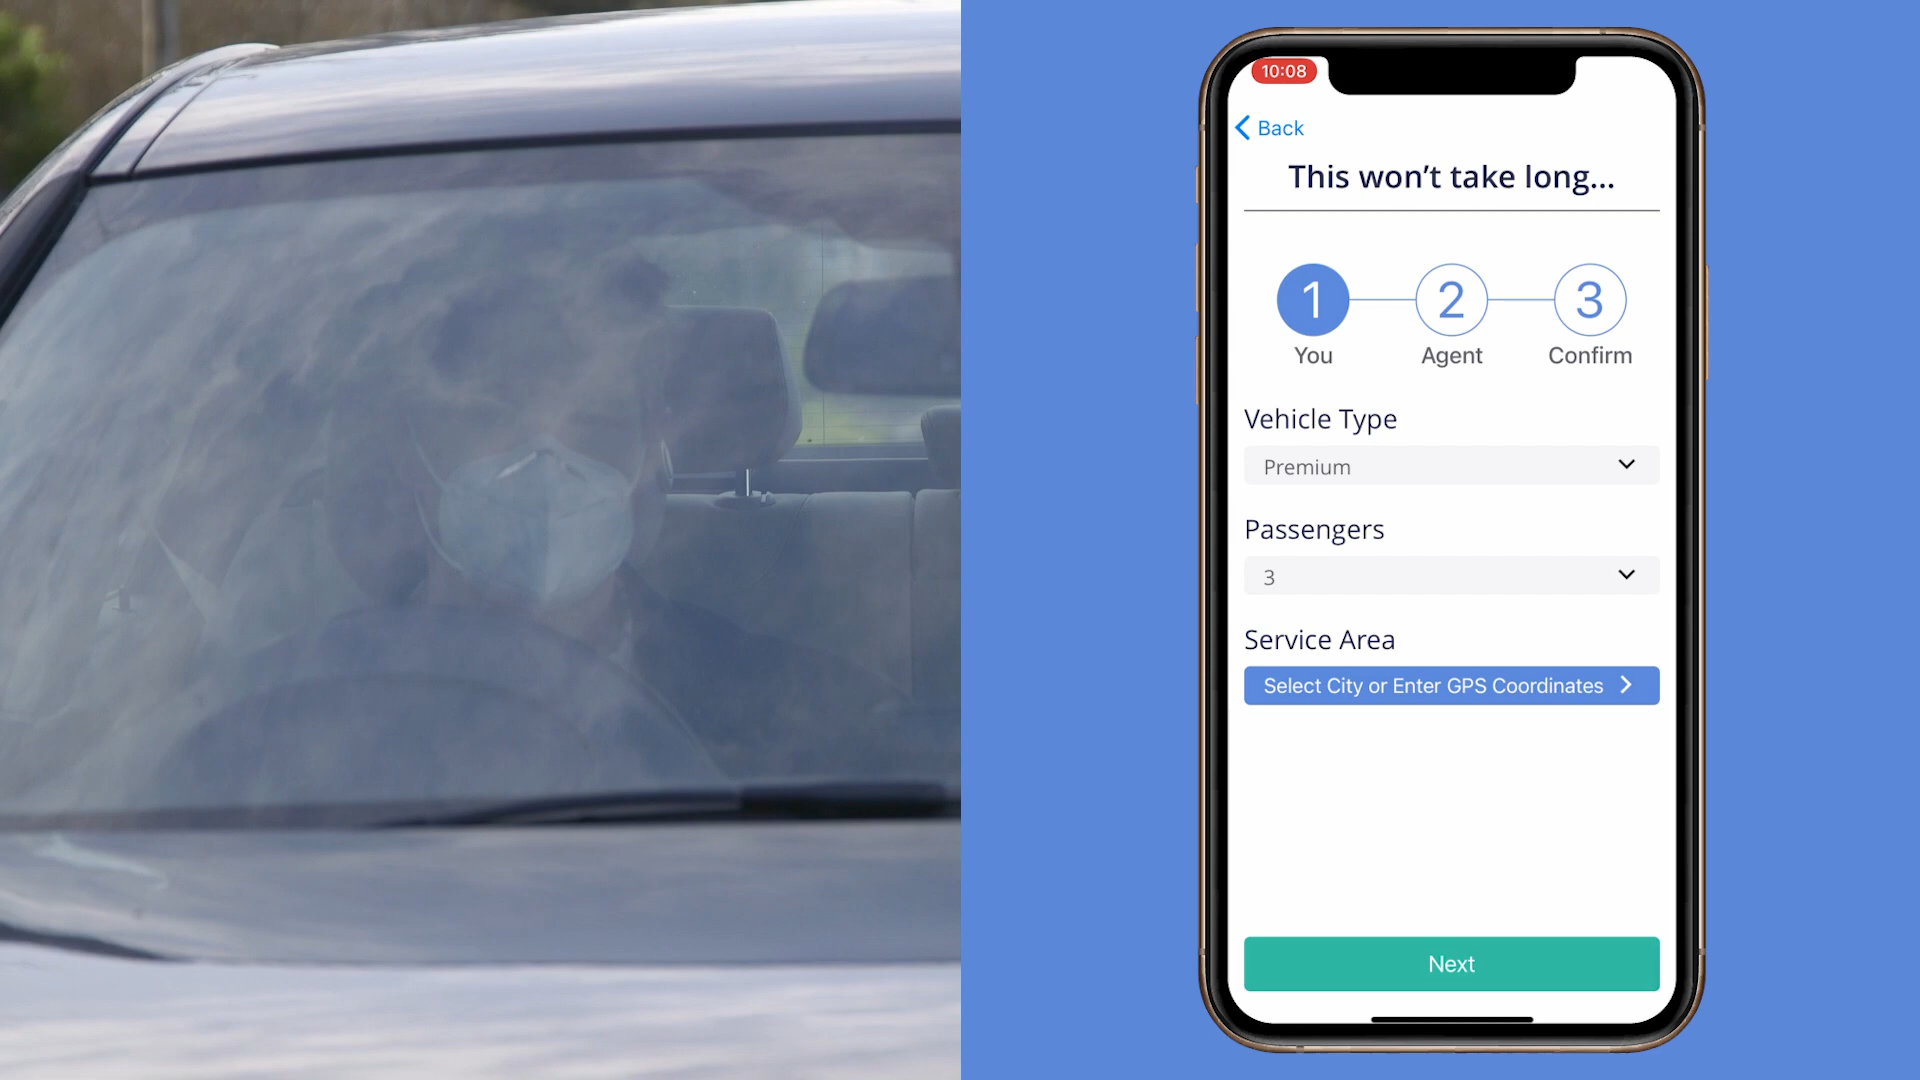 10:08
Back
This won’t take long...
1 2 3
You Agent Confirm
Vehicle Type
Premium
Passengers
3
Service Area
Select City or Enter GPS Coordinates
Next